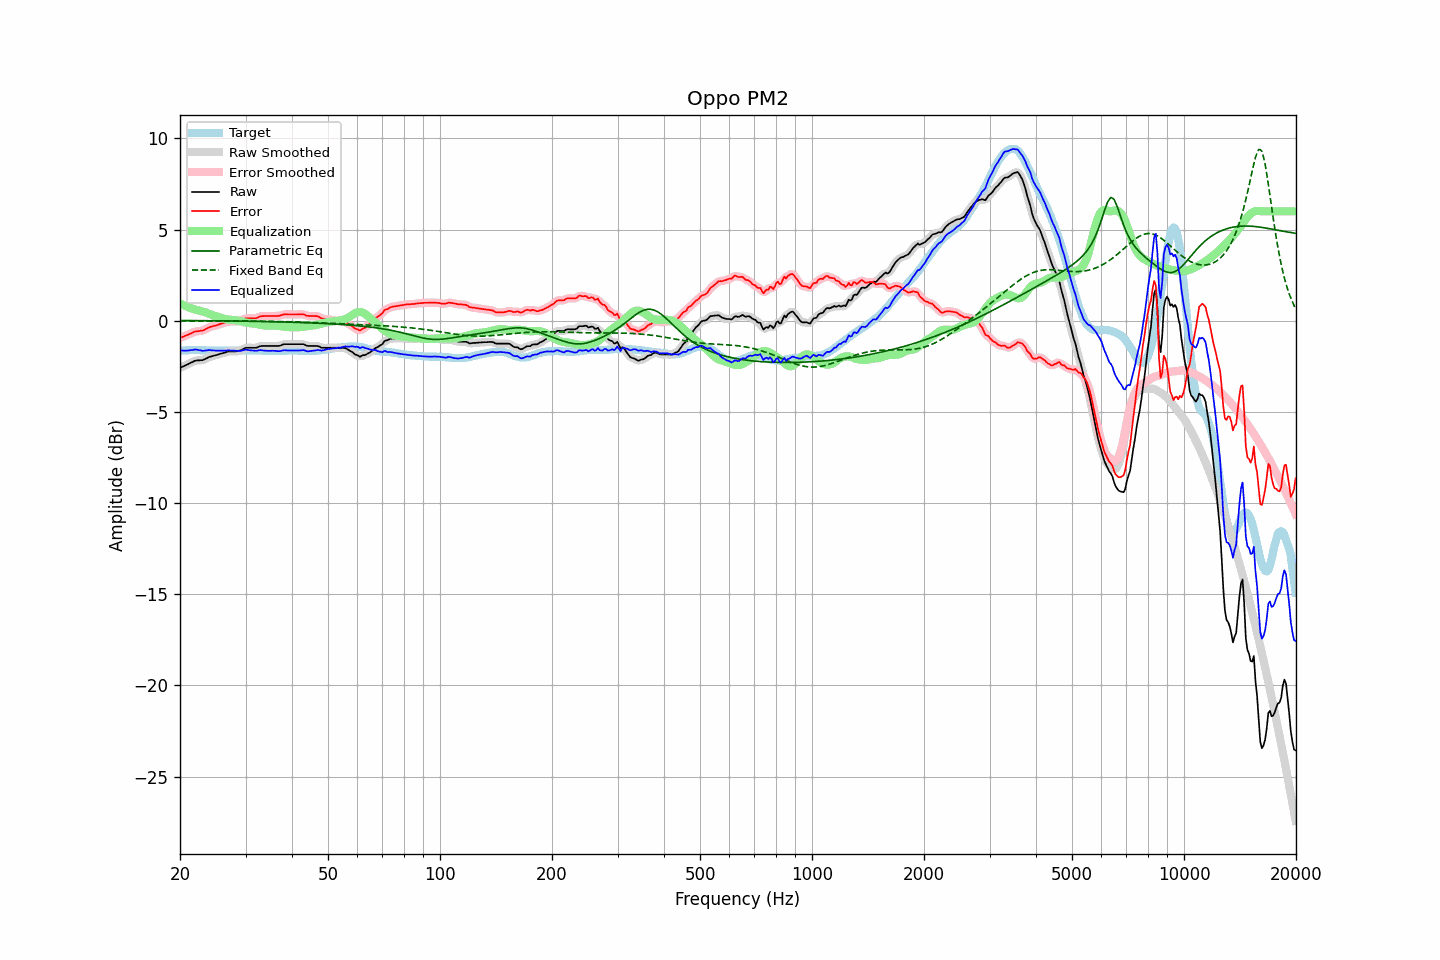 Oppo PM2
Target
Raw Smoothed
Error Smoothed
Raw
Error
Equalization
Parametric Eq
Fixed Band Eq
Equalized
10
5
0
−5
−10
−15
−20
−25
Amplitude (dBr)
20 50 100 200 500 1000 2000 5000 10000 20000
Frequency (Hz)